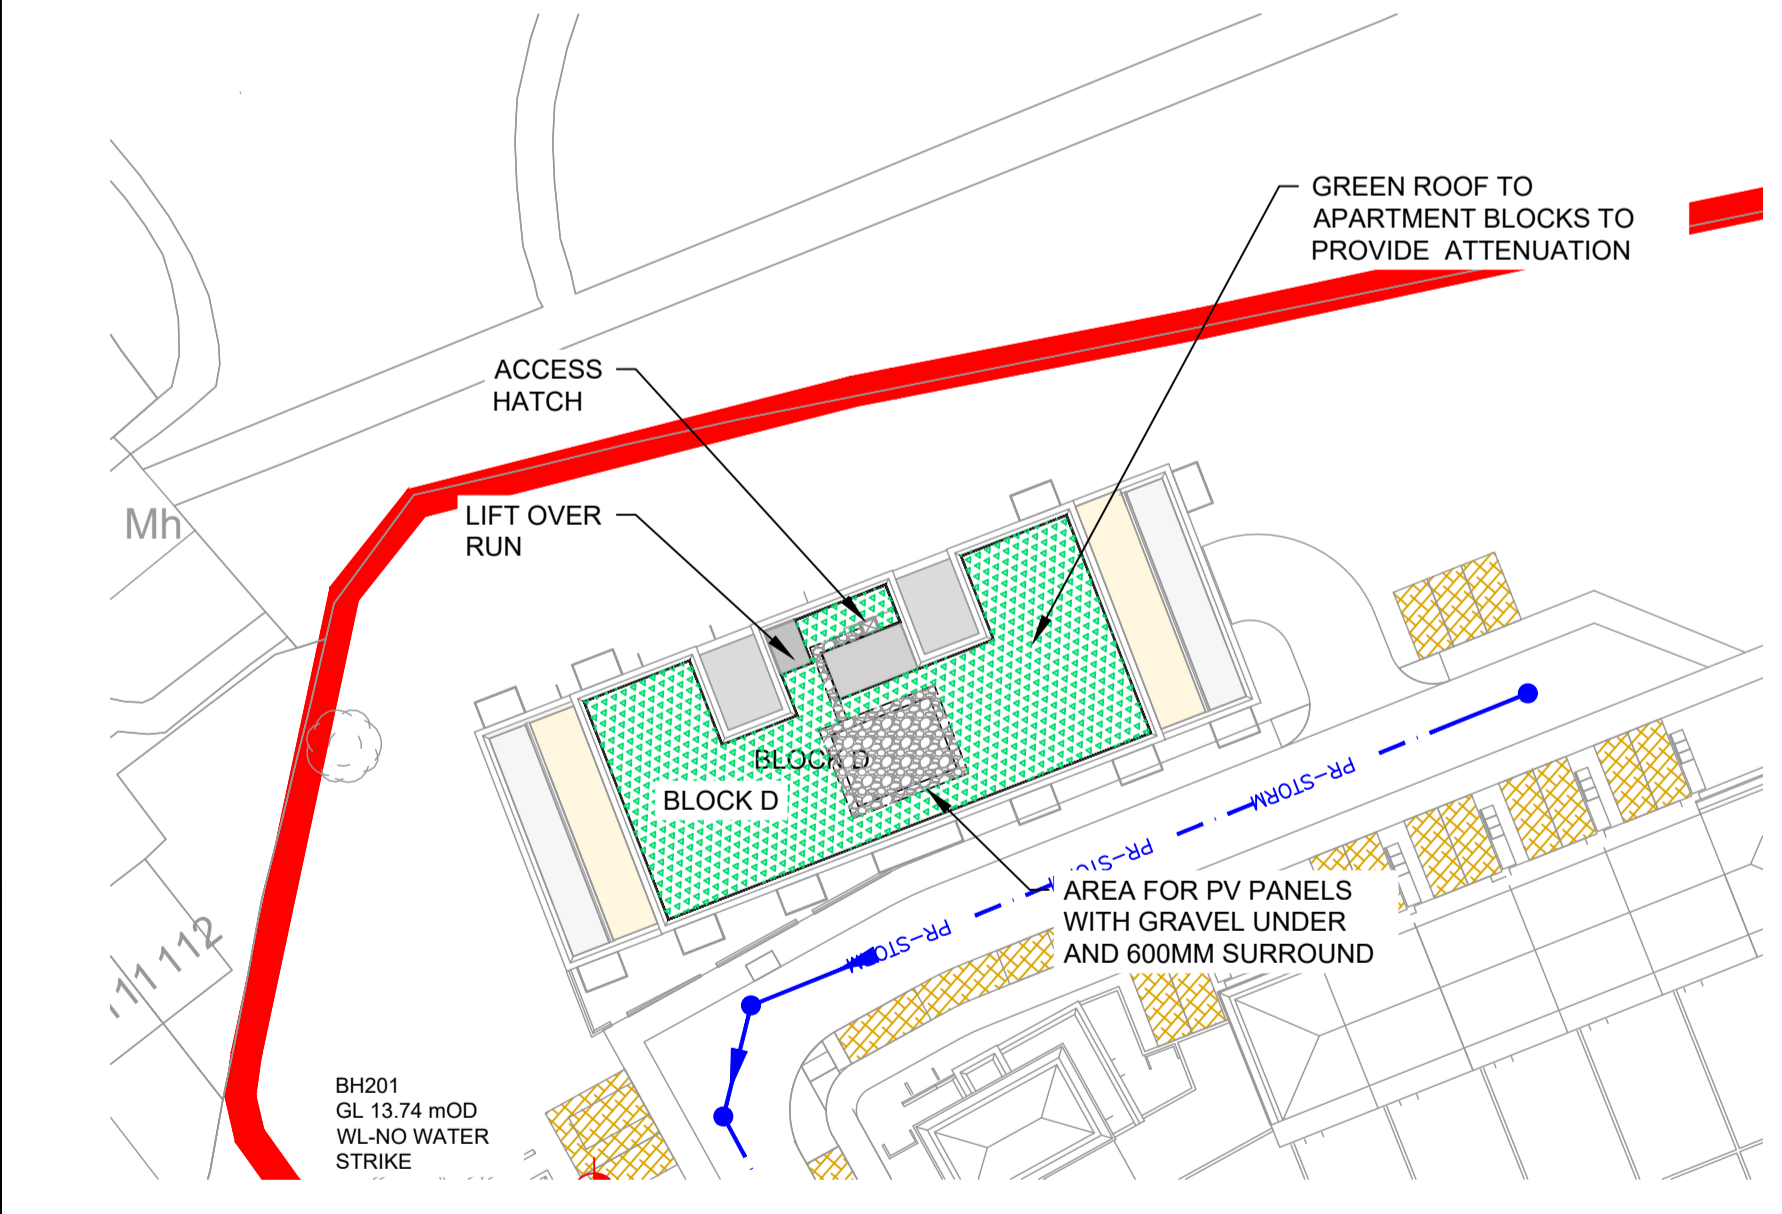 GREEN ROOF TO
APARTMENT BLOCKS TO
PROVIDE ATTENUATION
ACCESS
HATCH
LIFT OVER
RUN
Mh
BLOCK D
BLOCK D
PR-STORM
PR-STORM
PR-STORM
AREA FOR PV PANELS
WITH GRAVEL UNDER
AND 600MM SURROUND
111 112
BH201
GL 13.74 mOD
WL-NO WATER
STRIKE